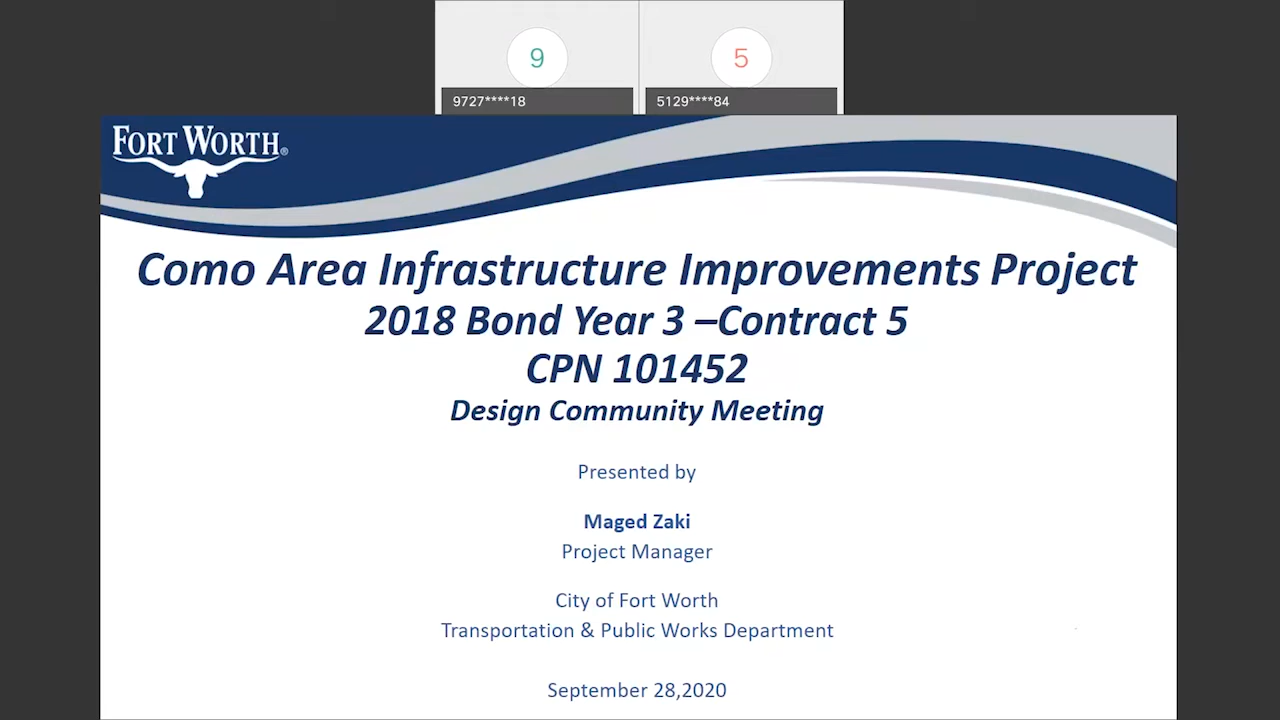 9
5
9727****18
5129****84
FORT WORTH®
Como Area Infrastructure Improvements Project
2018 Bond Year 3 –Contract 5
CPN 101452
Design Community Meeting
Presented by
Maged Zaki
Project Manager
City of Fort Worth
Transportation & Public Works Department
September 28,2020